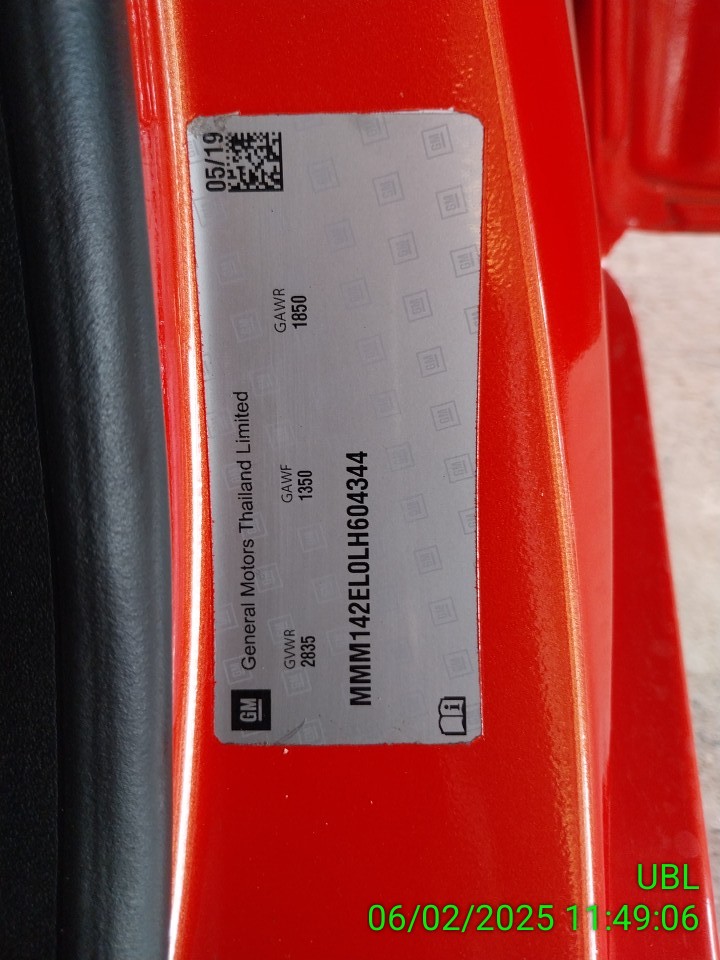 05/19
GM General Motors Thailand Limited
GVWR GAWF GAWR
2835 1350 1850
MMM142EL0LH604344
UBL
06/02/2025 11:49:06